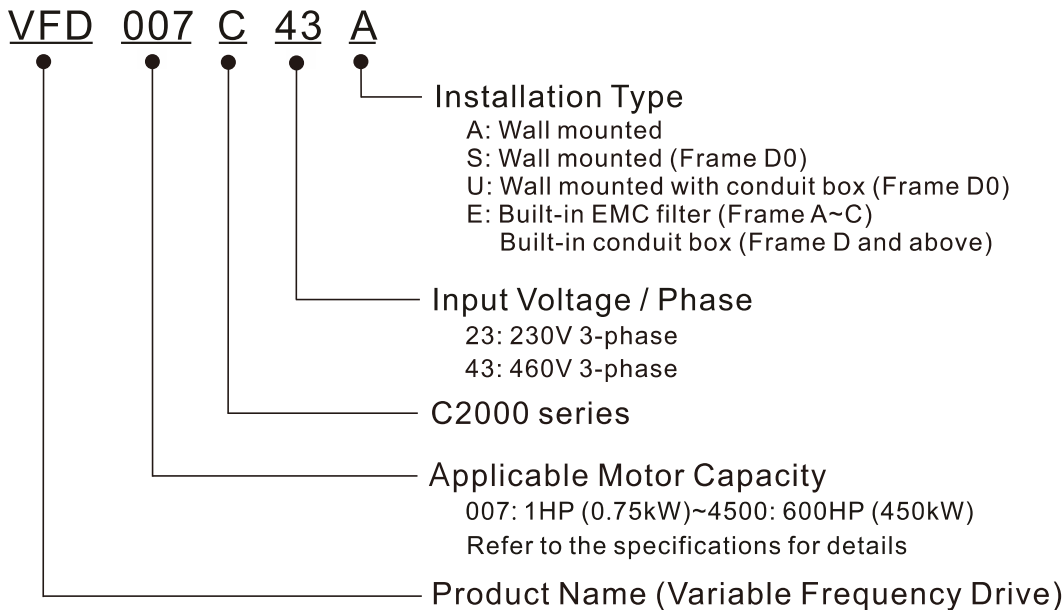 VFD 007 C 43 A
Installation Type
A: Wall mounted
S: Wall mounted (Frame D0)
U: Wall mounted with conduit box (Frame D0)
E: Built-in EMC filter (Frame A~C)
Built-in conduit box (Frame D and above)
Input Voltage / Phase
23: 230V 3-phase
43: 460V 3-phase
C2000 series
Applicable Motor Capacity
007: 1HP (0.75kW)~4500: 600HP (450kW)
Refer to the specifications for details
Product Name (Variable Frequency Drive)